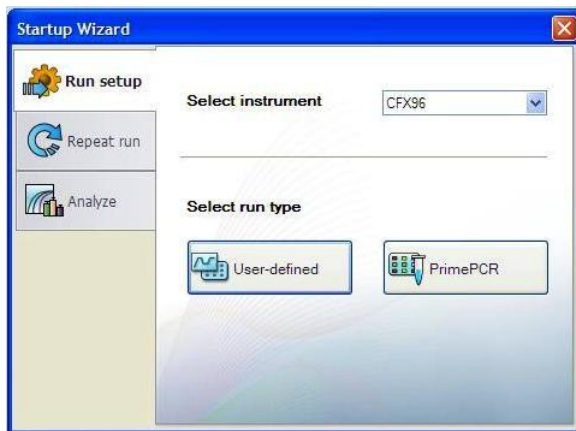 Startup Wizard
Run setup
Repeat run
Analyze
Select instrument CFX96
Select run type
User-defined PrimePCR